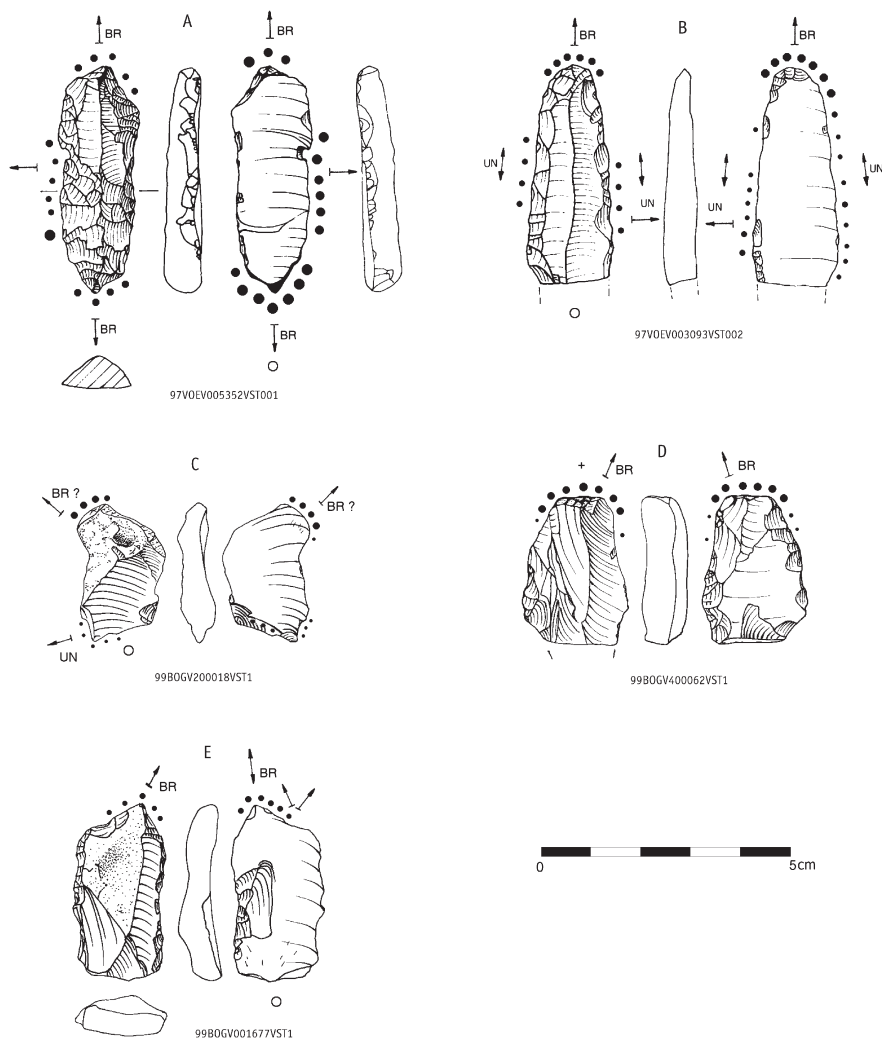 A
BR
BR
BR
BR
97VOEV005352VST001
B
BR
BR
UN
UN
UN
UN
97VOEV003093VST002
C
BR ?
BR ?
UN
99BOGV200018VST1
D
+
BR
BR
99BOGV400062VST1
E
BR
BR
99BOGV001677VST1
0
5cm